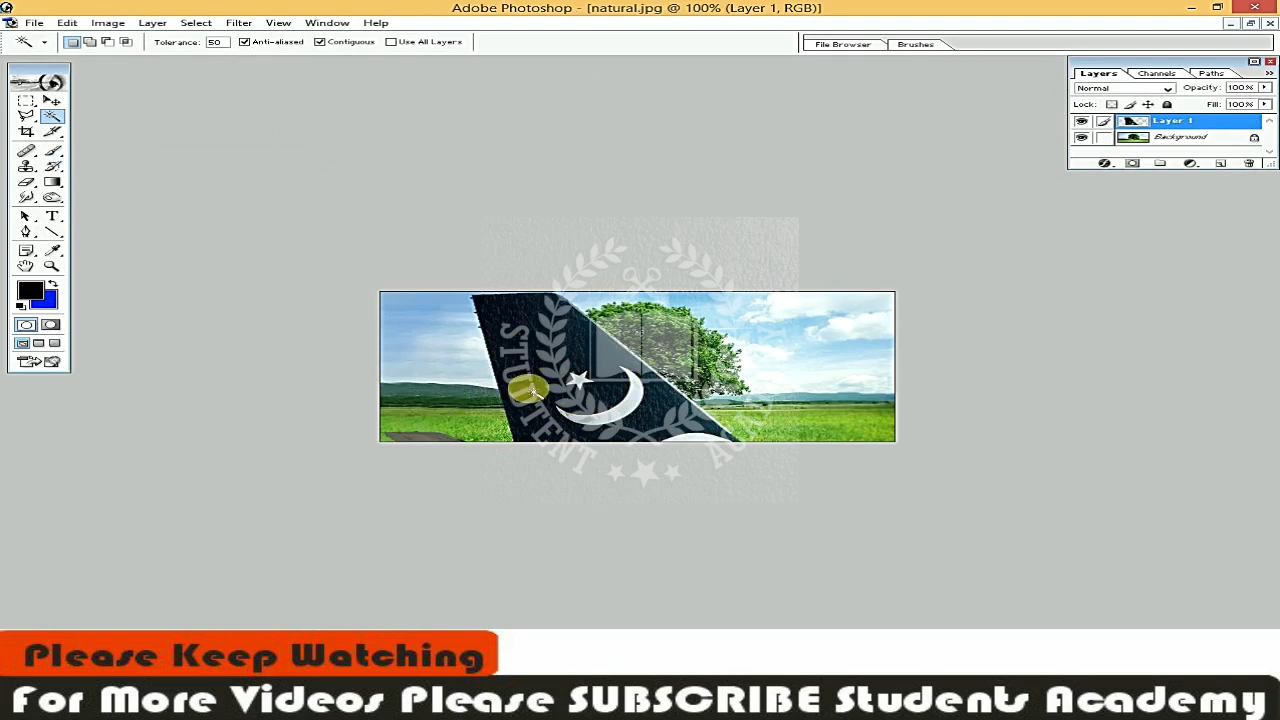 Adobe Photoshop - [natural.jpg @ 100% (Layer 1, RGB)]
File Edit Image Layer Select Filter View Window Help
Tolerance: 50 Anti-aliased Contiguous Use All Layers File Browser Brushes
Layers Channels Paths
Normal Opacity: 100%
Lock: Fill: 100%
Layer 1
Background
STUDTENT ACA
Please Keep Watching
For More Videos Please SUBSCRIBE Students Academy